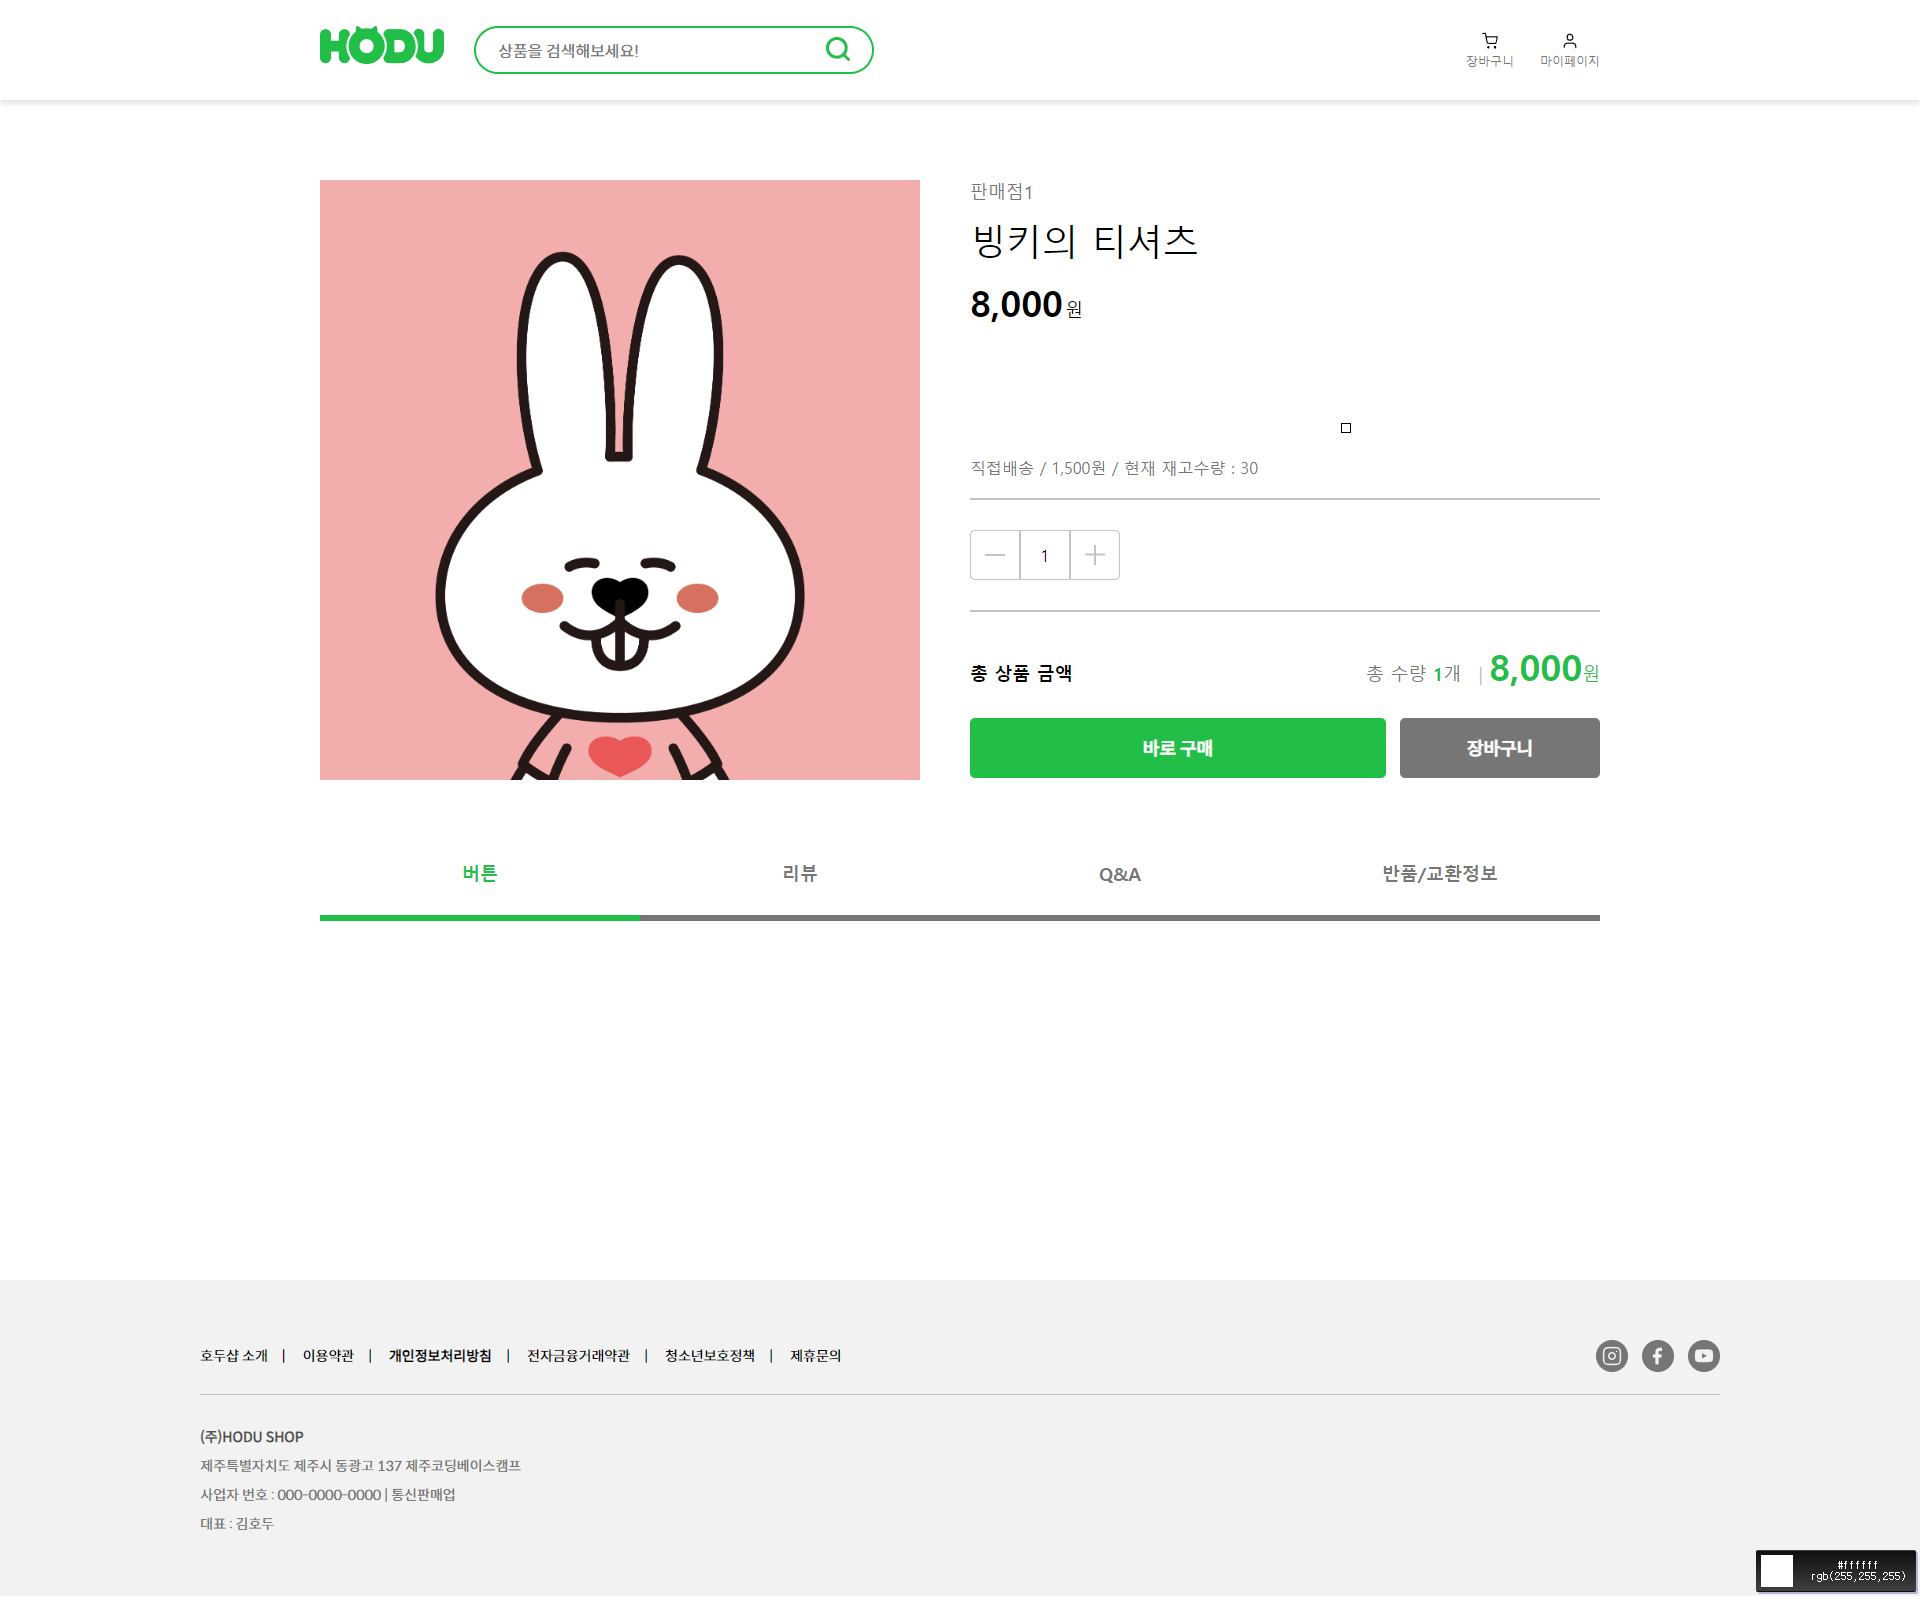 HODU
상품을 검색해보세요!
장바구니
마이페이지
판매점1
빙키의 티셔츠
8,000원
직접배송 / 1,500원 / 현재 재고수량 : 30
1
총 상품 금액
총 수량 1개 | 8,000원
바로 구매
장바구니
버튼
리뷰
Q&A
반품/교환정보
호두샵 소개 | 이용약관 | 개인정보처리방침 | 전자금융거래약관 | 청소년보호정책 | 제휴문의
(주)HODU SHOP
제주특별자치도 제주시 동광고 137 제주코딩베이스캠프
사업자 번호 : 000-0000-0000 | 통신판매업
대표 : 김호두
#ffffff
rgb(255,255,255)